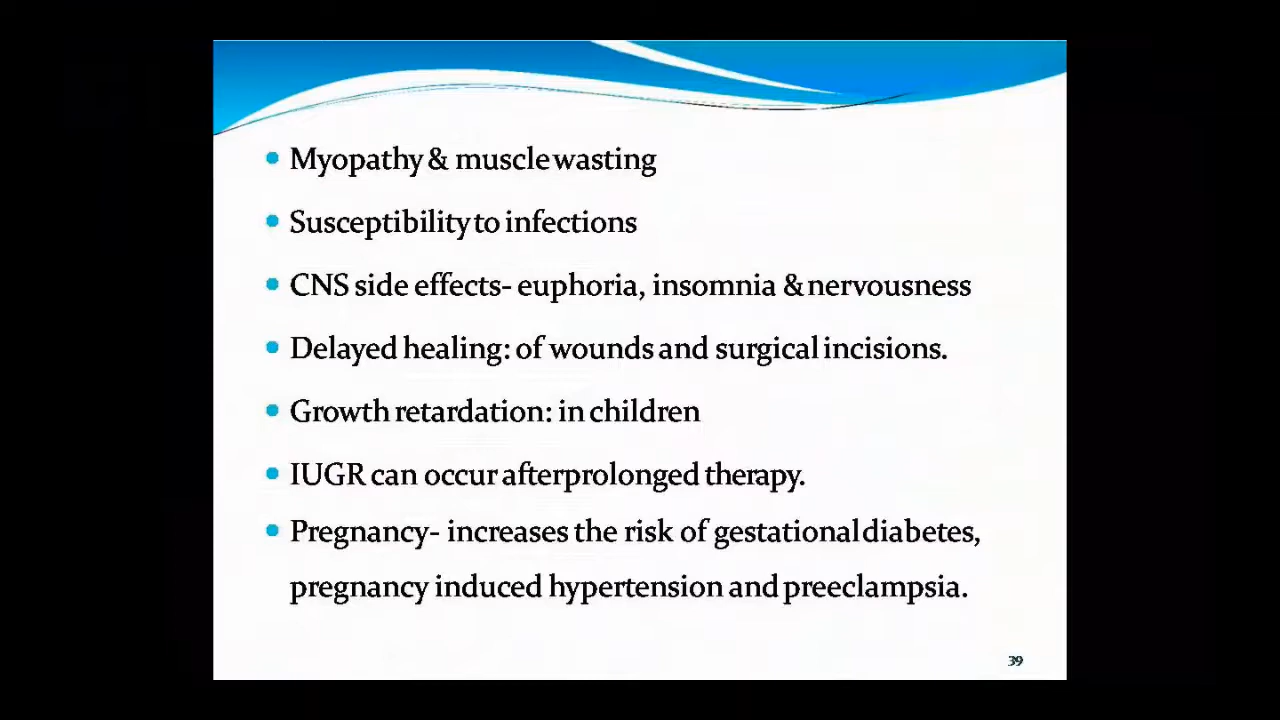 Myopathy & muscle wasting
Susceptibility to infections
CNS side effects- euphoria, insomnia & nervousness
Delayed healing: of wounds and surgical incisions.
Growth retardation: in children
IUGR can occur afterprolonged therapy.
Pregnancy- increases the risk of gestational diabetes,
pregnancy induced hypertension and preeclampsia.
39